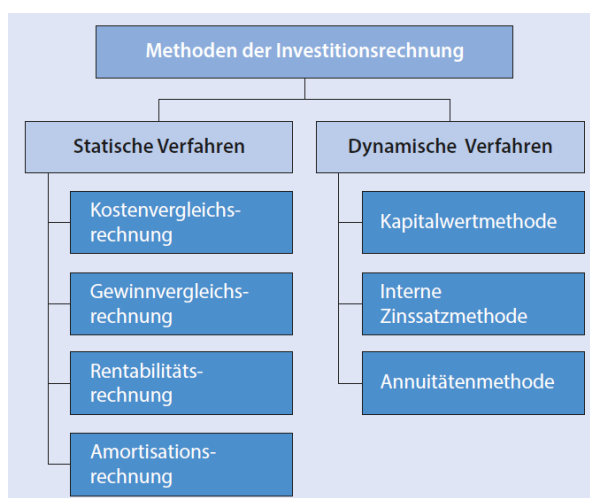 Methoden der Investitionsrechnung
Statische Verfahren
Kostenvergleichs-
rechnung
Gewinnvergleichs-
rechnung
Rentabilitäts-
rechnung
Amortisations-
rechnung
Dynamische Verfahren
Kapitalwertmethode
Interne
Zinssatzmethode
Annuitätenmethode